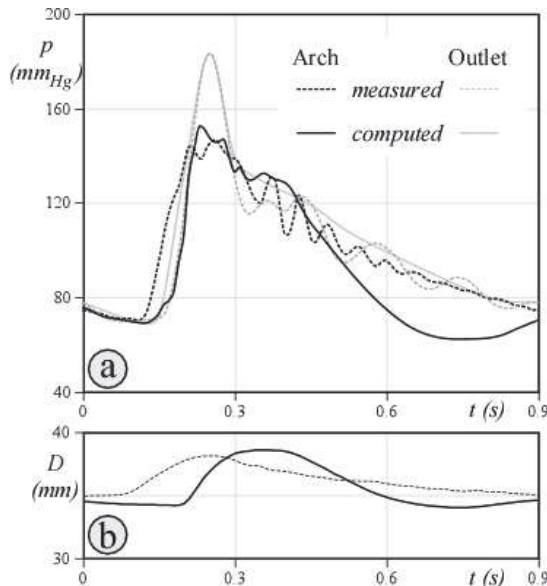 200
p
(mmHg)
160
120
80
40
Arch Outlet
measured
computed
a
0 0.3 0.6 t (s) 0.9
40
D
(mm)
30
b
0 0.3 0.6 t (s) 0.9